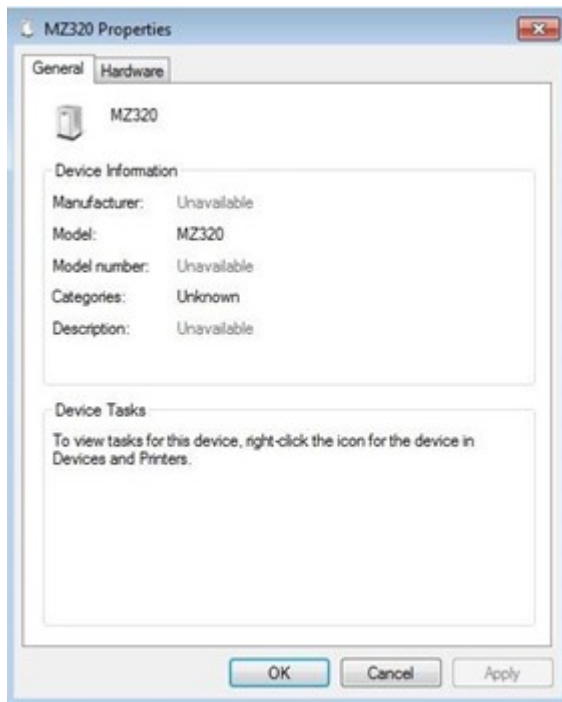 MZ320 Properties
General Hardware
MZ320
Device Information
Manufacturer: Unavailable
Model: MZ320
Model number: Unavailable
Categories: Unknown
Description: Unavailable
Device Tasks
To view tasks for this device, right-click the icon for the device in
Devices and Printers.
OK Cancel Apply